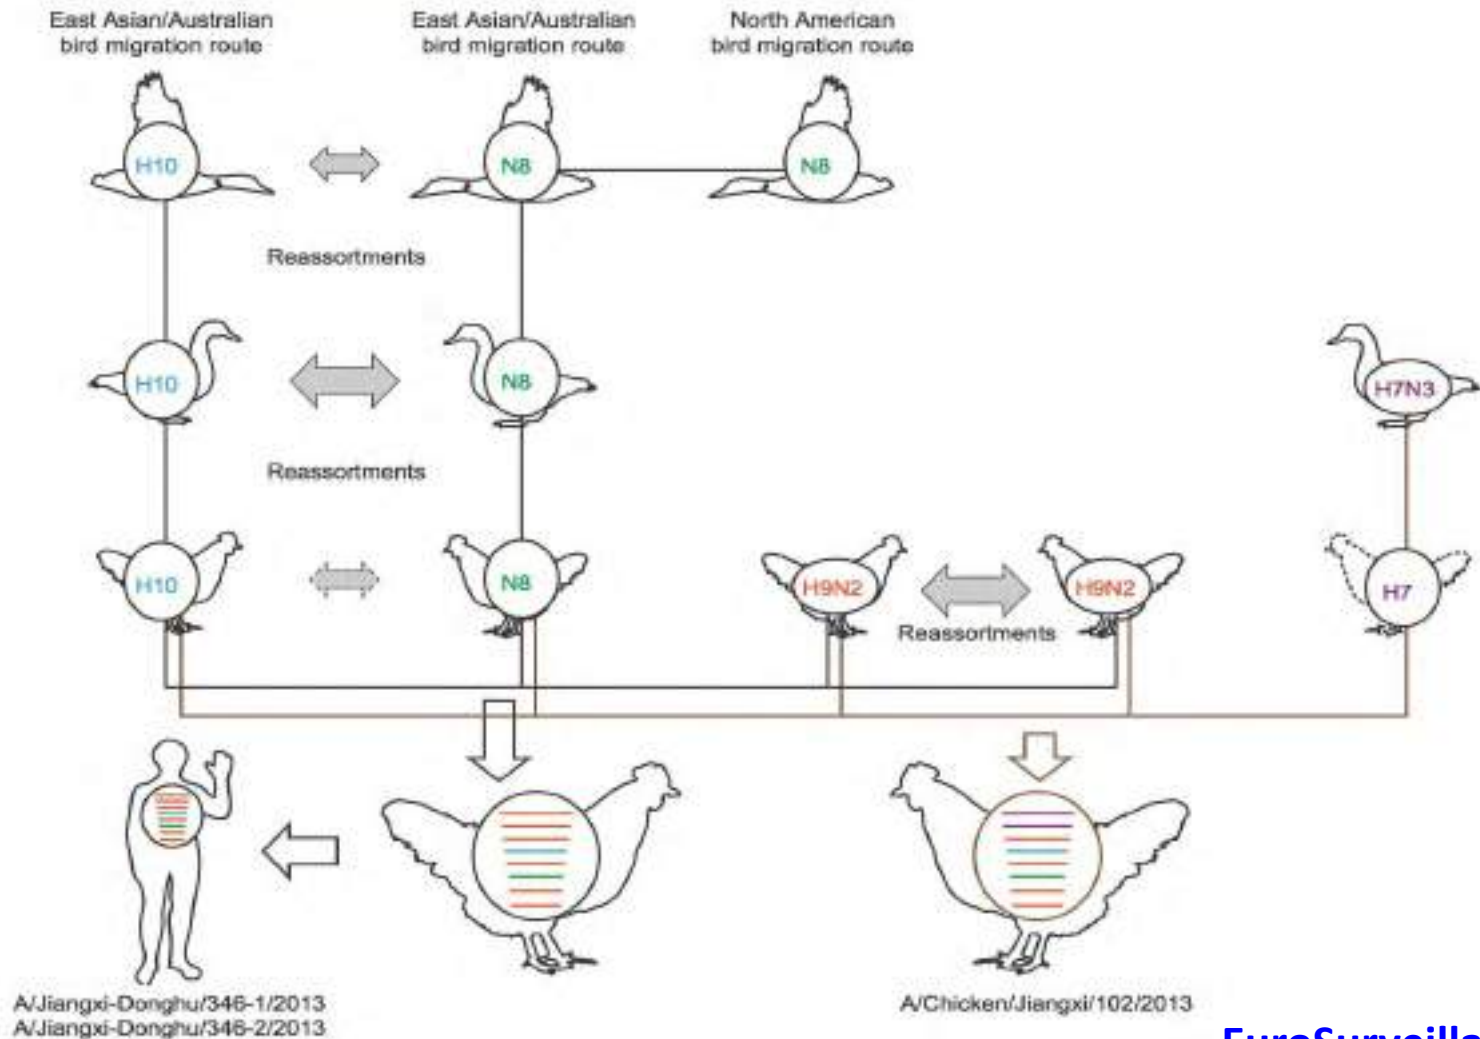 East Asian/Australian
bird migration route
East Asian/Australian
bird migration route
North American
bird migration route
H10
N8
N8
Reassortments
H10
N8
H7N3
Reassortments
H10
N8
H9N2
H9N2
H7
Reassortments
A/Jiangxi-Donghu/346-1/2013
A/Jiangxi-Donghu/346-2/2013
A/Chicken/Jiangxi/102/2013